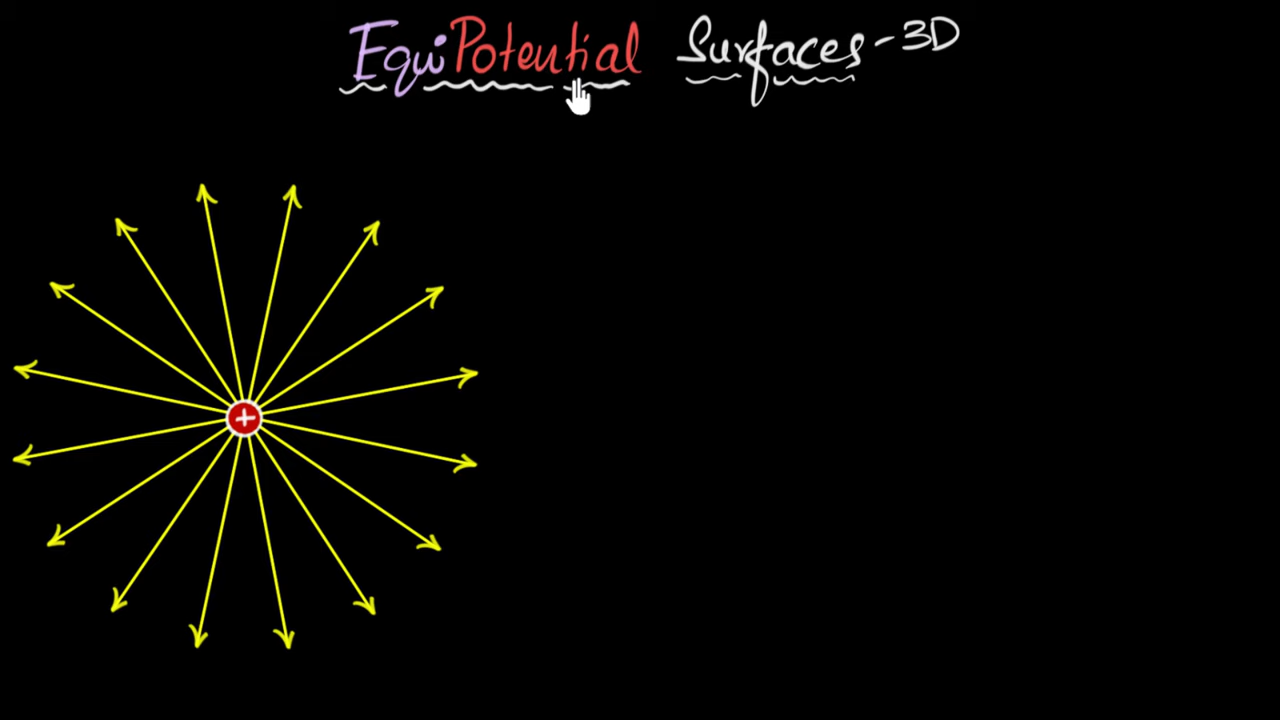 EquiPotential Surfaces - 3D
+